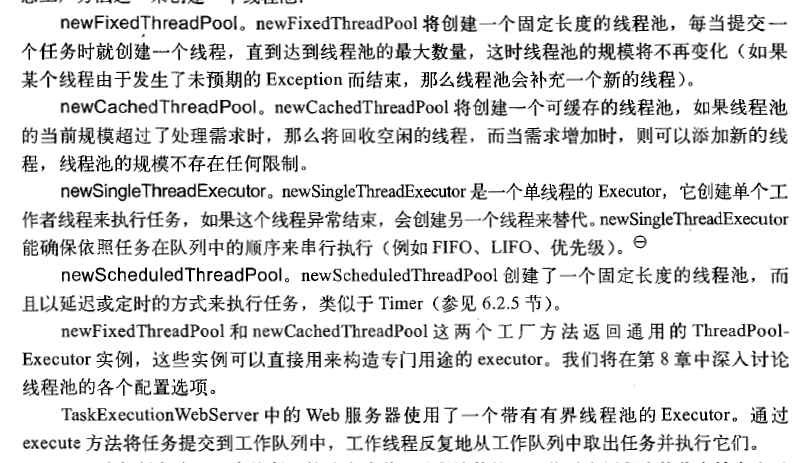 newFixedThreadPool。newFixedThreadPool 将创建一个固定长度的线程池，每当提交一
个任务时就创建一个线程，直到达到线程池的最大数量，这时线程池的规模将不再变化（如果
某个线程由于发生了未预期的 Exception 而结束，那么线程池会补充一个新的线程）。
newCachedThreadPool。newCachedThreadPool 将创建一个可缓存的线程池，如果线程池
的当前规模超过了处理需求时，那么将回收空闲的线程，而当需求增加时，则可以添加新的线
程，线程池的规模不存在任何限制。
newSingleThreadExecutor。newSingleThreadExecutor 是一个单线程的 Executor，它创建单个工
作者线程来执行任务，如果这个线程异常结束，会创建另一个线程来替代。newSingleThreadExecutor
能确保依照任务在队列中的顺序来串行执行（例如 FIFO、LIFO、优先级）。㊀
newScheduledThreadPool。newScheduledThreadPool 创建了一个固定长度的线程池，而
且以延迟或定时的方式来执行任务，类似于 Timer（参见 6.2.5 节）。
newFixedThreadPool 和 newCachedThreadPool 这两个工厂方法返回通用的 ThreadPool-
Executor 实例，这些实例可以直接用来构造专门用途的 executor。我们将在第 8 章中深入讨论
线程池的各个配置选项。
TaskExecutionWebServer 中的 Web 服务器使用了一个带有有界线程池的 Executor。通过
execute 方法将任务提交到工作队列中，工作线程反复地从工作队列中取出任务并执行它们。